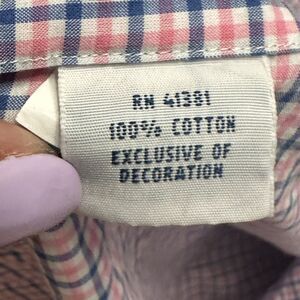 RN 41381
100% COTTON
EXCLUSIVE OF
DECORATION